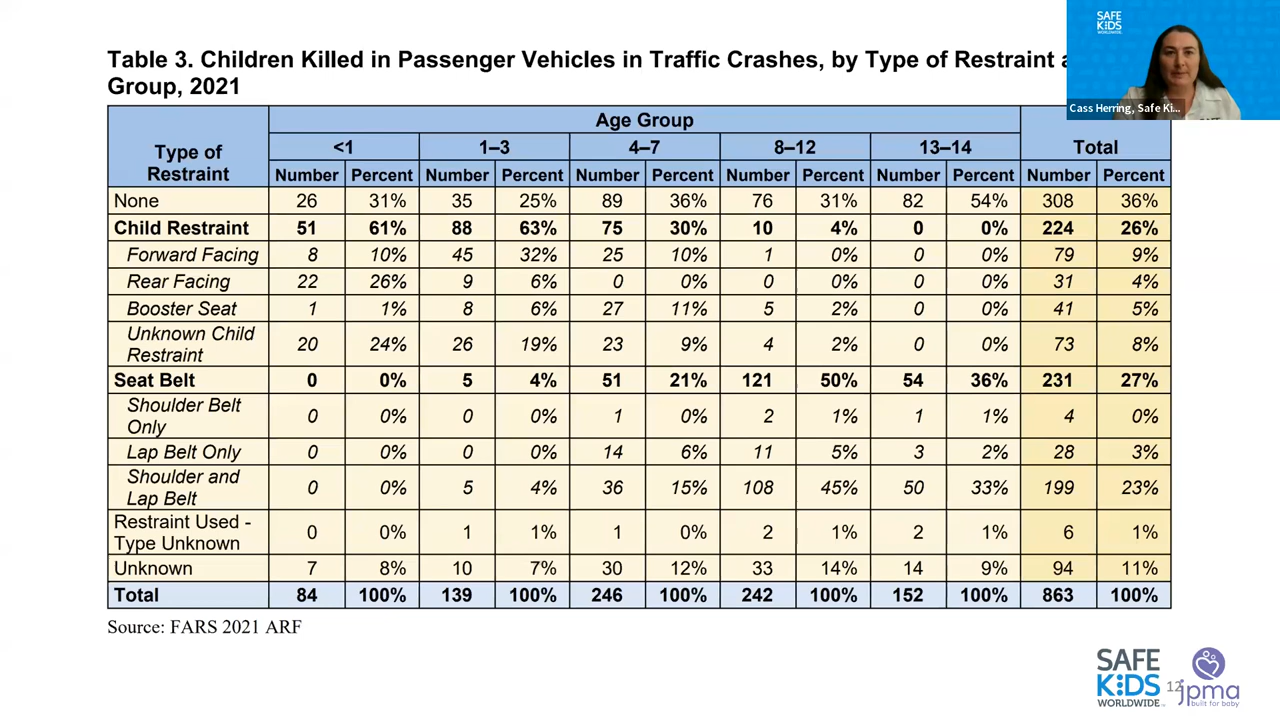 Table 3. Children Killed in Passenger Vehicles in Traffic Crashes, by Type of Restraint
Group, 2021
SAFE
KIDS
WORLDWIDE
Cass Herring, Safe Ki...
Type of Restraint Age Group Total
<1 1–3 4–7 8–12 13–14
Number Percent Number Percent Number Percent Number Percent Number Percent Number Percent
None 26 31% 35 25% 89 36% 76 31% 82 54% 308 36%
Child Restraint 51 61% 88 63% 75 30% 10 4% 0 0% 224 26%
Forward Facing 8 10% 45 32% 25 10% 1 0% 0 0% 79 9%
Rear Facing 22 26% 9 6% 0 0% 0 0% 0 0% 31 4%
Booster Seat 1 1% 8 6% 27 11% 5 2% 0 0% 41 5%
Unknown Child Restraint 20 24% 26 19% 23 9% 4 2% 0 0% 73 8%
Seat Belt 0 0% 5 4% 51 21% 121 50% 54 36% 231 27%
Shoulder Belt Only 0 0% 0 0% 1 0% 2 1% 1 1% 4 0%
Lap Belt Only 0 0% 0 0% 14 6% 11 5% 3 2% 28 3%
Shoulder and Lap Belt 0 0% 5 4% 36 15% 108 45% 50 33% 199 23%
Restraint Used - Type Unknown 0 0% 1 1% 1 0% 2 1% 2 1% 6 1%
Unknown 7 8% 10 7% 30 12% 33 14% 14 9% 94 11%
Total 84 100% 139 100% 246 100% 242 100% 152 100% 863 100%
Source: FARS 2021 ARF
SAFE
KIDS
WORLDWIDE
12
jpma
built for baby